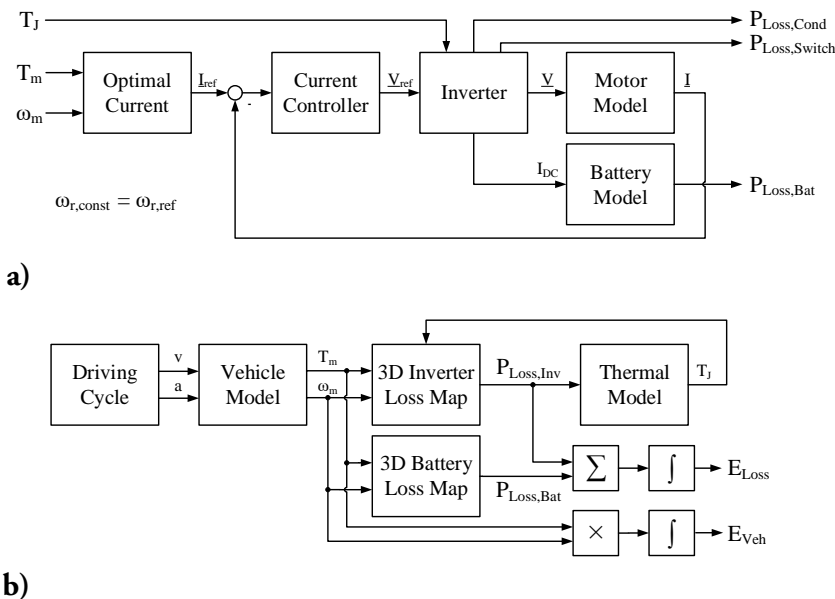 T_J
P_Loss,Cond
P_Loss,Switch
T_m
ω_m
Optimal
Current
I_ref
-
Current
Controller
V_ref
Inverter
V
Motor
Model
I
I_DC
Battery
Model
P_Loss,Bat
ω_r,const = ω_r,ref
a)
Driving
Cycle
v
a
Vehicle
Model
T_m
ω_m
3D Inverter
Loss Map
P_Loss,Inv
Thermal
Model
T_J
3D Battery
Loss Map
P_Loss,Bat
∑
∫
E_Loss
×
∫
E_Veh
b)